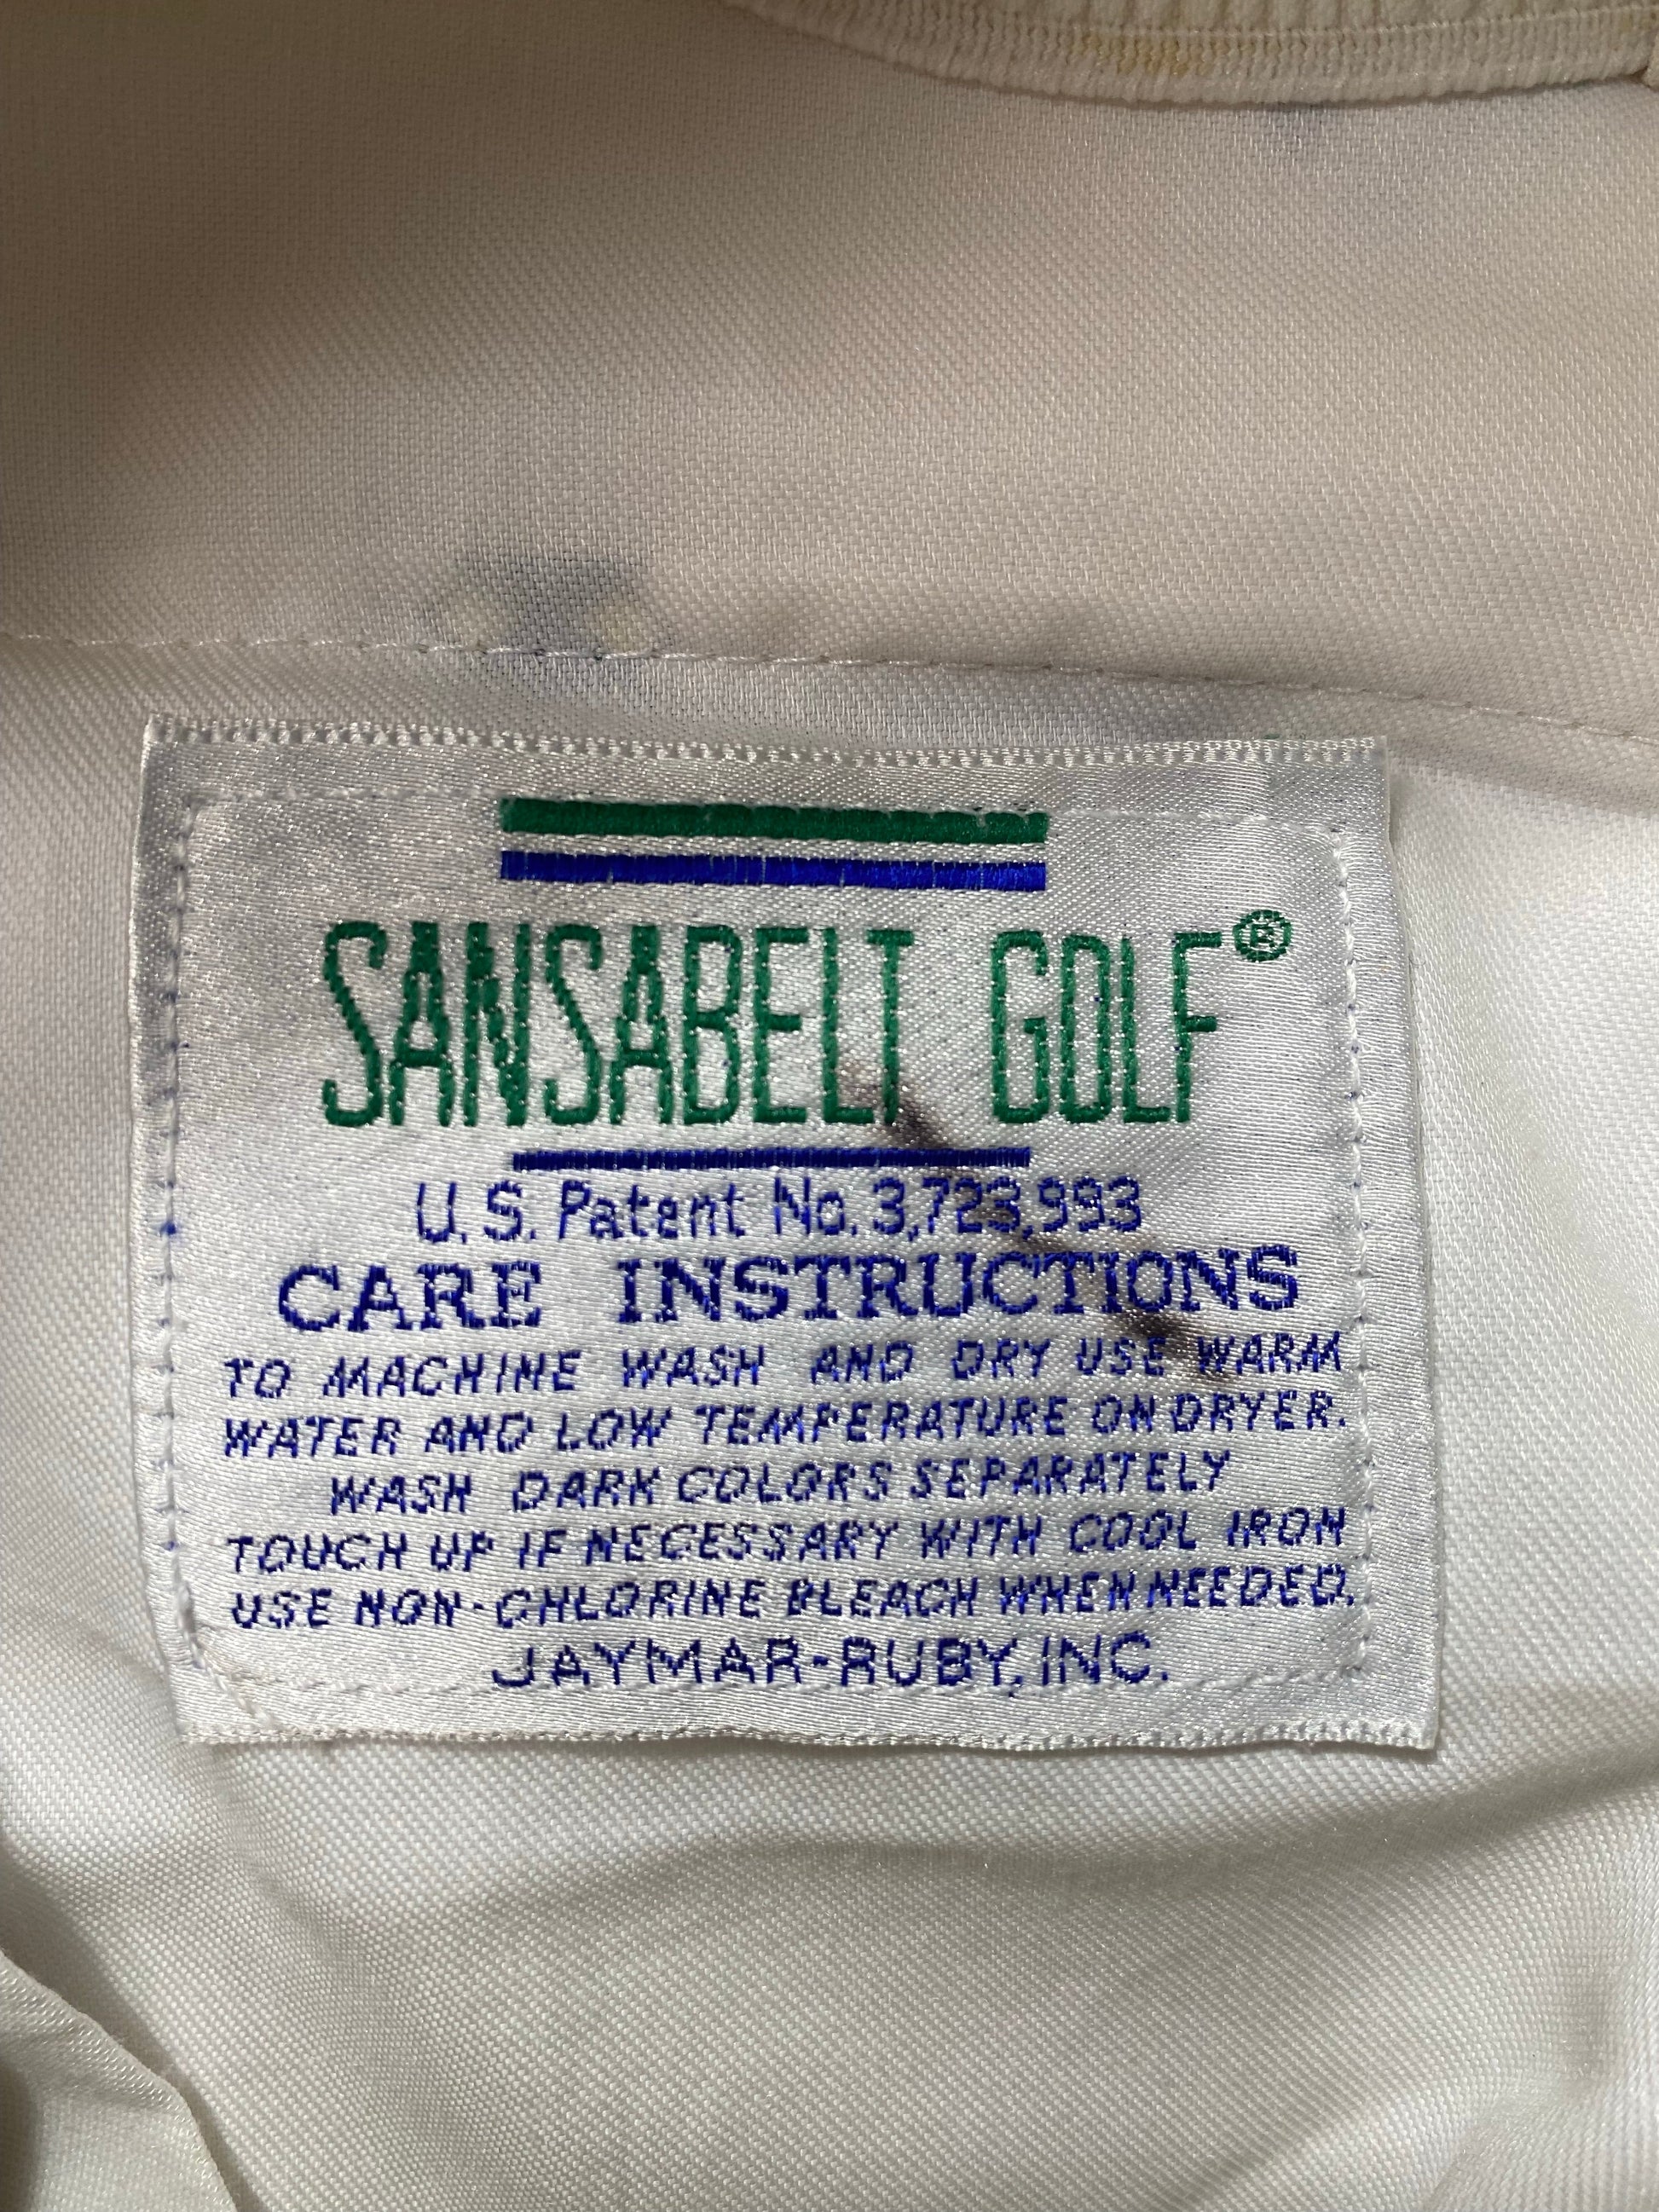 SANSABELT GOLF®
U.S. Patent No. 3,723,993
CARE INSTRUCTIONS
TO MACHINE WASH AND DRY USE WARM
WATER AND LOW TEMPERATURE ON DRYER.
WASH DARK COLORS SEPARATELY
TOUCH UP IF NECESSARY WITH COOL IRON
USE NON-CHLORINE BLEACH WHEN NEEDED.
JAYMAR-RUBY, INC.